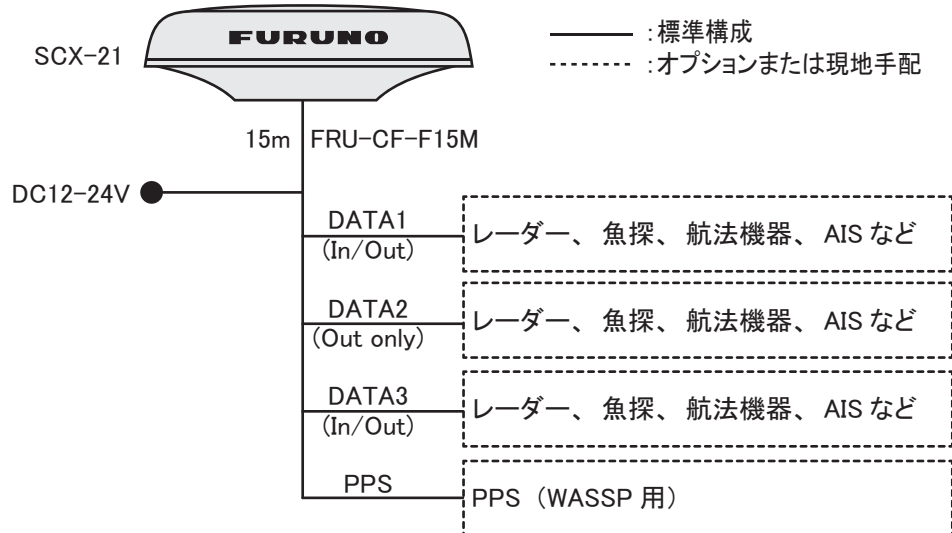 FURUNO
SCX-21
:標準構成
:オプションまたは現地手配
15m FRU-CF-F15M
DC12-24V
DATA1
(In/Out)
レーダー、 魚探、 航法機器、 AIS など
DATA2
(Out only)
レーダー、 魚探、 航法機器、 AIS など
DATA3
(In/Out)
レーダー、 魚探、 航法機器、 AIS など
PPS
PPS (WASSP 用)